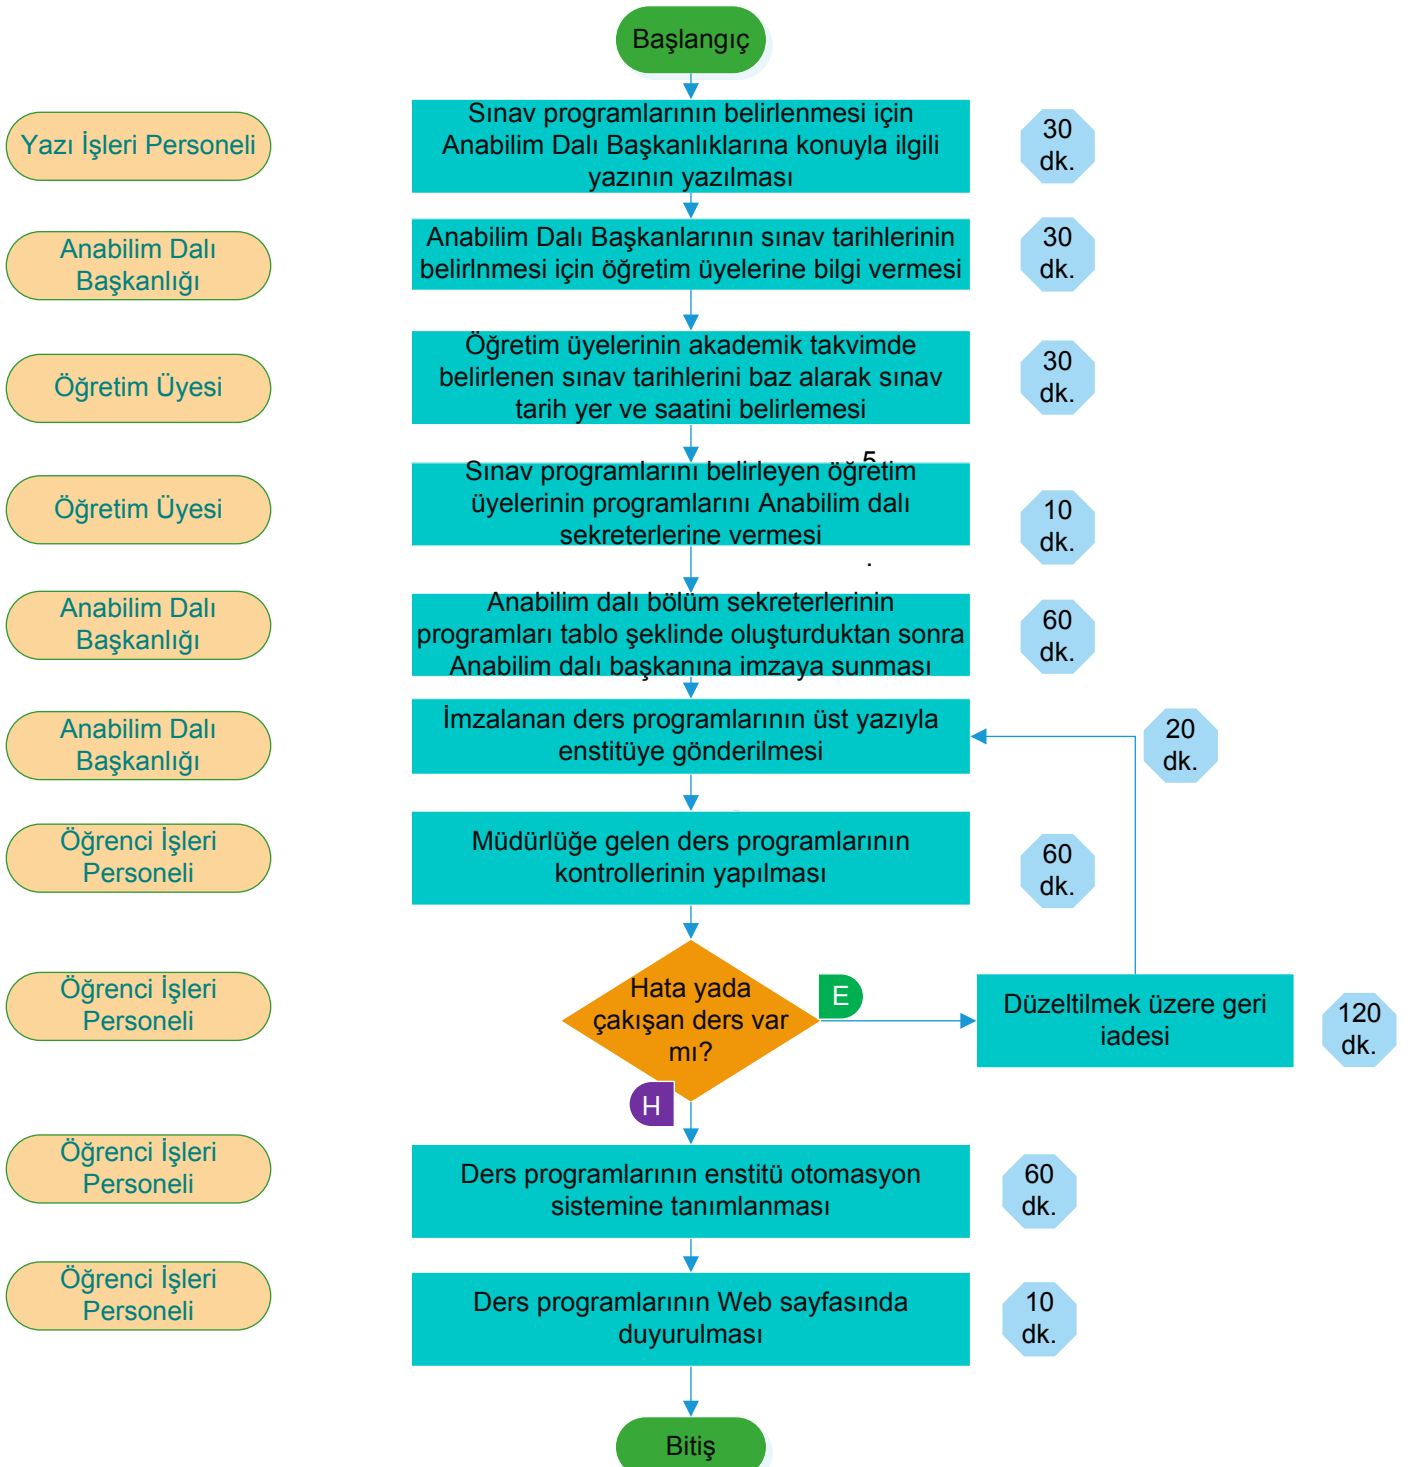 Başlangıç
Yazı İşleri Personeli
Sınav programlarının belirlenmesi için
Anabilim Dalı Başkanlıklarına konuyla ilgili
yazının yazılması
30
dk.
Anabilim Dalı
Başkanlığı
Anabilim Dalı Başkanlarının sınav tarihlerinin
belirlnmesi için öğretim üyelerine bilgi vermesi
30
dk.
Öğretim Üyesi
Öğretim üyelerinin akademik takvimde
belirlenen sınav tarihlerini baz alarak sınav
tarih yer ve saatini belirlemesi
30
dk.
5
Öğretim Üyesi
Sınav programlarını belirleyen öğretim
üyelerinin programlarını Anabilim dalı
sekreterlerine vermesi
.
10
dk.
Anabilim Dalı
Başkanlığı
Anabilim dalı bölüm sekreterlerinin
programları tablo şeklinde oluşturduktan sonra
Anabilim dalı başkanına imzaya sunması
60
dk.
Anabilim Dalı
Başkanlığı
İmzalanan ders programlarının üst yazıyla
enstitüye gönderilmesi
20
dk.
Öğrenci İşleri
Personeli
Müdürlüğe gelen ders programlarının
kontrollerinin yapılması
60
dk.
Öğrenci İşleri
Personeli
Hata yada
çakışan ders var
mı?
E
Düzeltilmek üzere geri
iadesi
120
dk.
H
Öğrenci İşleri
Personeli
Ders programlarının enstitü otomasyon
sistemine tanımlanması
60
dk.
Öğrenci İşleri
Personeli
Ders programlarının Web sayfasında
duyurulması
10
dk.
Bitiş